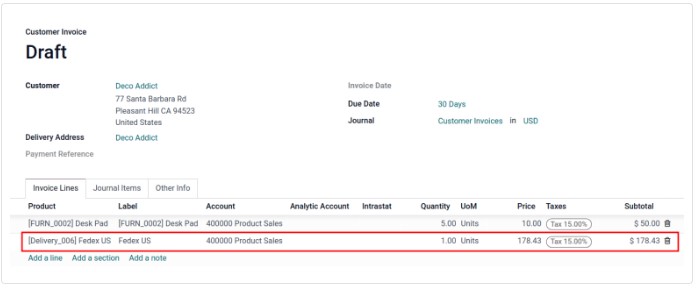 Customer Invoice
Draft
Customer Deco Addict Invoice Date
77 Santa Barbara Rd Due Date 30 Days
Pleasant Hill CA 94523
United States Journal Customer Invoices in USD
Delivery Address Deco Addict
Payment Reference
Invoice Lines Journal Items Other Info
Product Label Account Analytic Account Intrastat Quantity UoM Price Taxes Subtotal
[FURN_0002] Desk Pad [FURN_0002] Desk Pad 400000 Product Sales 5.00 Units 10.00 Tax 15.00% $ 50.00
[Delivery_006] Fedex US Fedex US 400000 Product Sales 1.00 Units 178.43 Tax 15.00% $ 178.43
Add a line Add a section Add a note